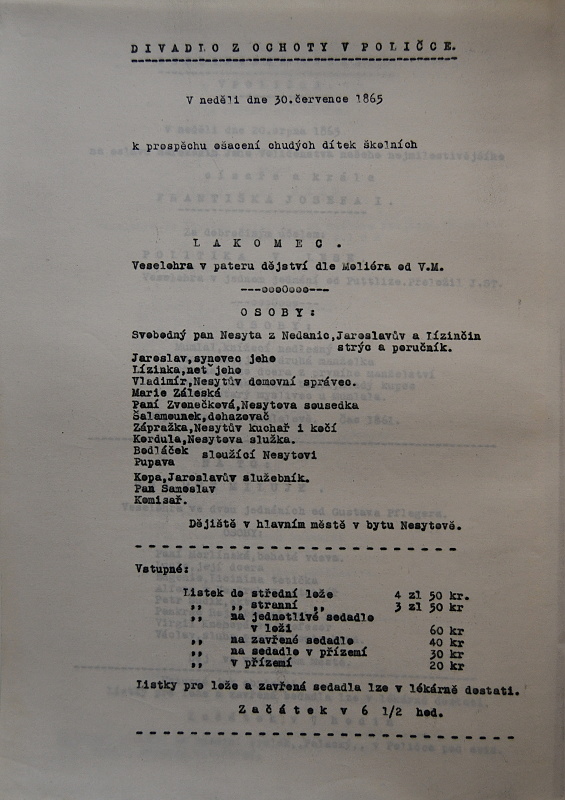 DIVADLO Z OCHOTY V POLIČCE.
V neděli dne 30.července 1865
k prospěchu ošacení chudých dítek školních
LAKOMEC.
Veselohra v pateru dějství dle Moliéra od V.M.
---oooOooo---
OSOBY:
Svobodný pan Nesyta z Nedanic,Jaroslavův a Lízinčin
strýc a poručník.
Jaroslav,synovec jeho
Lízinka,neť jeho
Vladimír,Nesytův domovní správec.
Marie Záleská
Paní Zvonečková,Nesytova sousedka
Šalamounek,dohazovač
Zápražka,Nesytův kuchař i kočí
Kordula,Nesytova služka.
Bodláček sloužící Nesytovi
Pupava
Kopa,Jaroslavův služebník.
Pan Samoslav
Komisař.
Dějiště v hlavním městě v bytu Nesytově.
Vstupné:
Lístek do střední lože 4 zl 50 kr.
,, ,, stranní ,, 3 zl 50 kr
,, na jednotlivé sedadlo
v loži 60 kr
,, na zavřené sedadlo 40 kr
,, na sedadlo v přízemí 30 kr
,, v přízemí 20 kr
Lístky pro lože a zavřená sedadla lze v lékárně dostati.
Začátek v 6 1/2 hod.